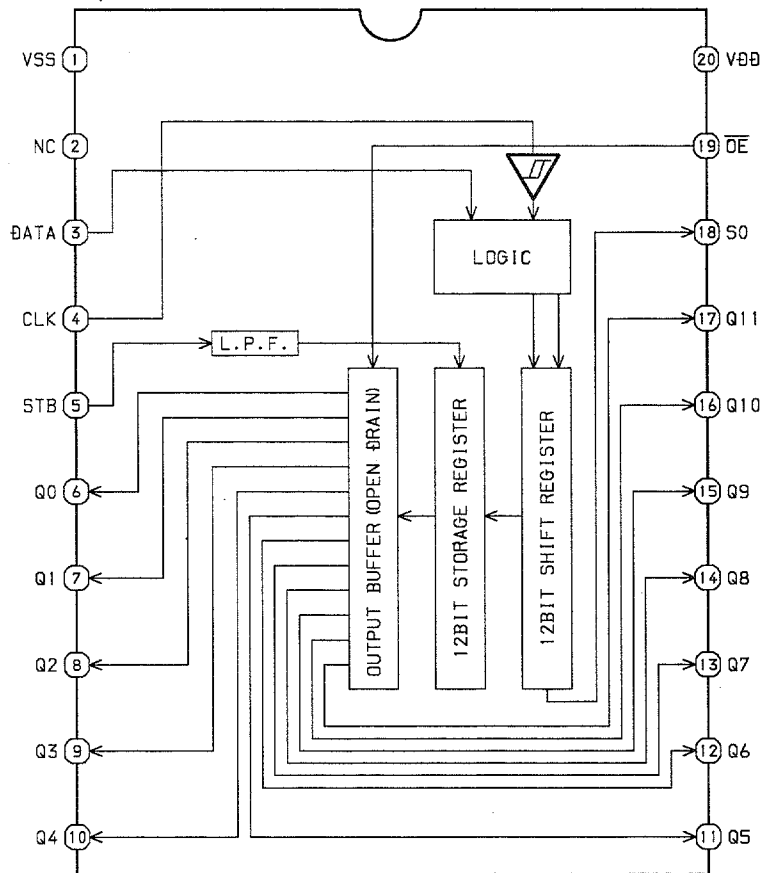 VSS 1
20 VDD
NC 2
19 OE
DATA 3
18 SO
LOGIC
CLK 4
17 Q11
L.P.F.
STB 5
16 Q10
Q0 6
15 Q9
Q1 7
14 Q8
Q2 8
13 Q7
Q3 9
12 Q6
Q4 10
11 Q5
OUTPUT BUFFER (OPEN DRAIN)
12BIT STORAGE REGISTER
12BIT SHIFT REGISTER